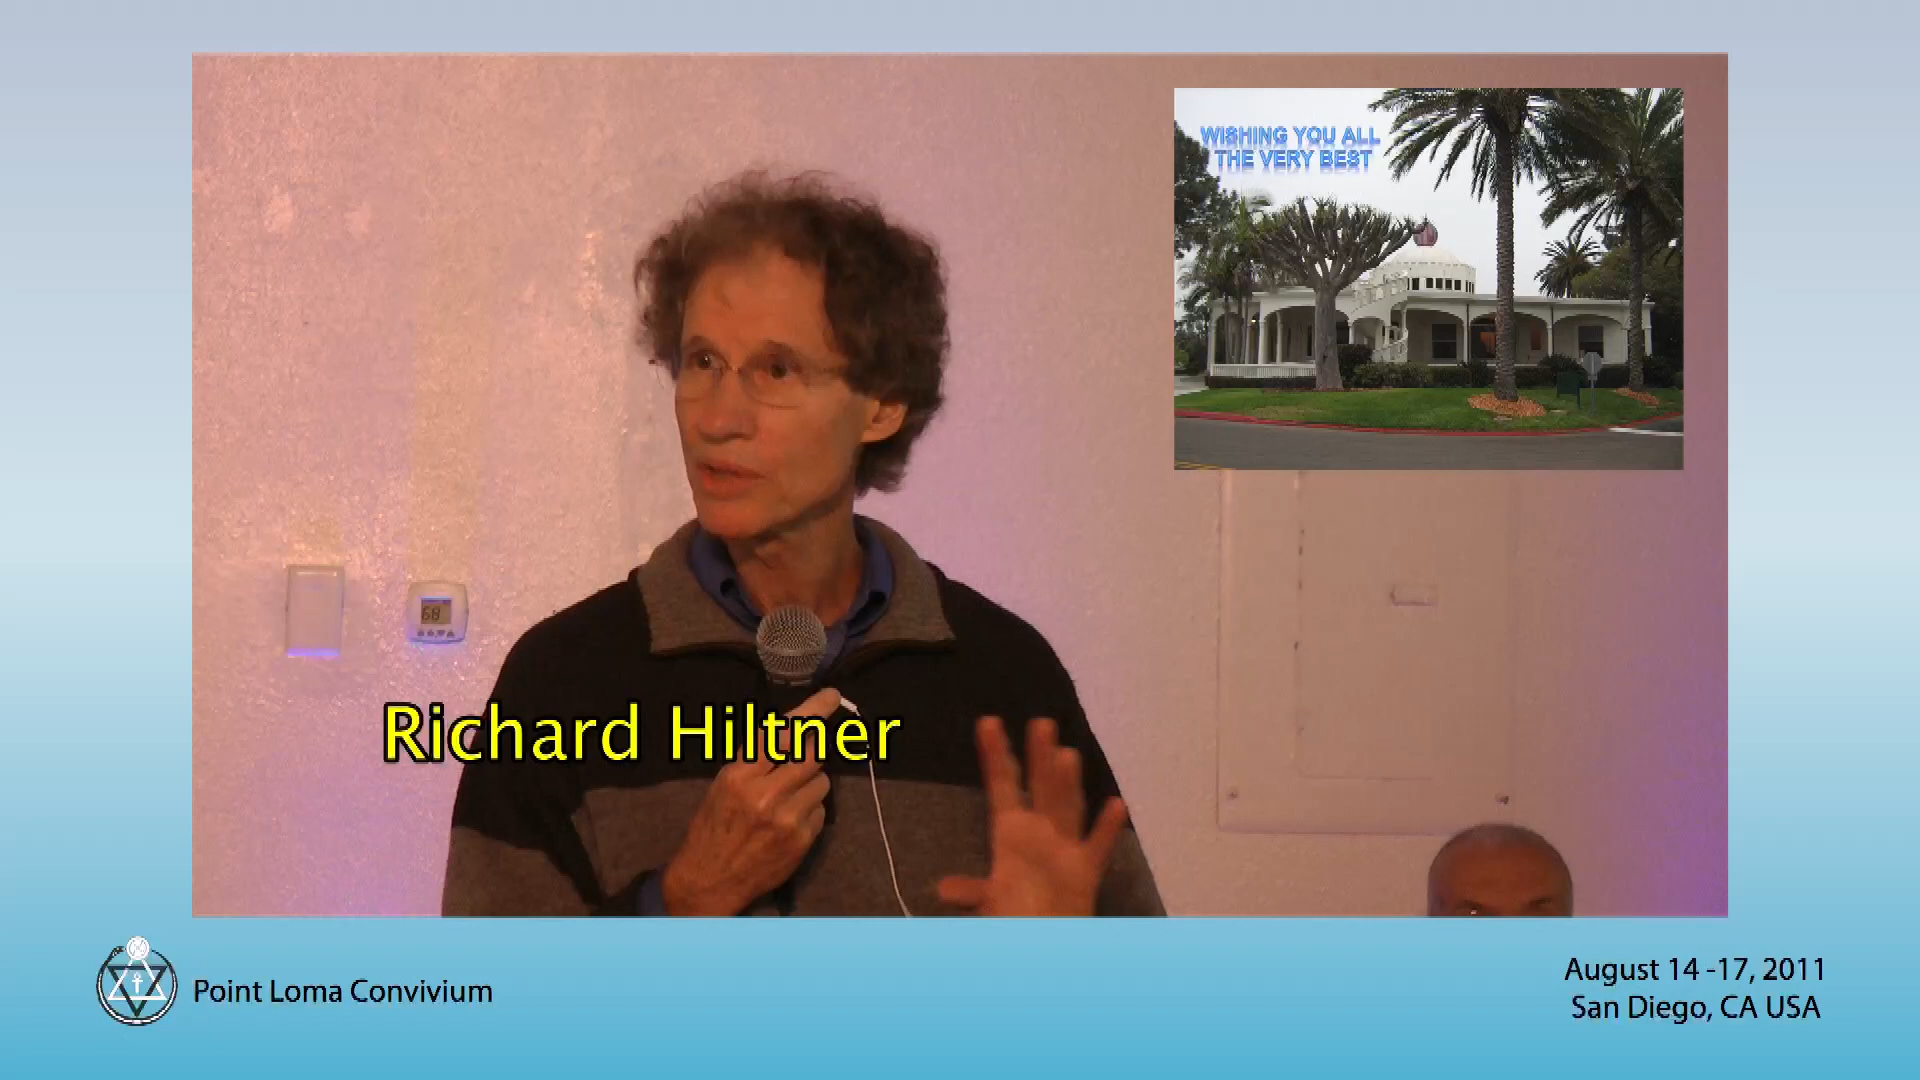 WISHING YOU ALL
THE VERY BEST
68
Richard Hiltner
Point Loma Convivium
August 14 -17, 2011
San Diego, CA USA